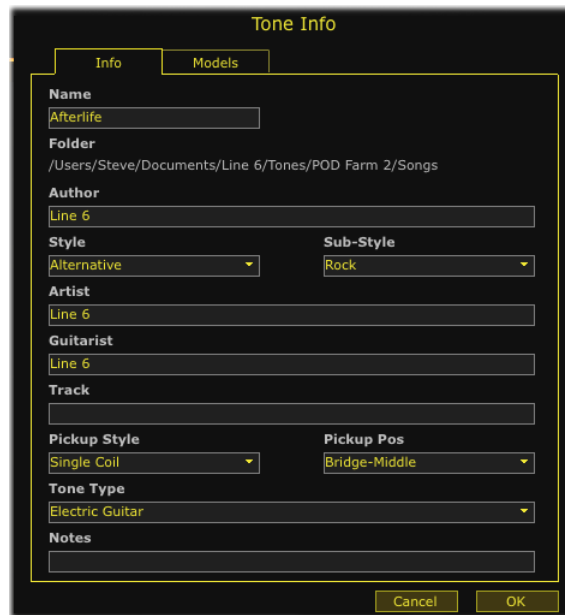 Tone Info
Info Models
Name
Afterlife
Folder
/Users/Steve/Documents/Line 6/Tones/POD Farm 2/Songs
Author
Line 6
Style Sub-Style
Alternative Rock
Artist
Line 6
Guitarist
Line 6
Track
Pickup Style Pickup Pos
Single Coil Bridge-Middle
Tone Type
Electric Guitar
Notes
Cancel OK